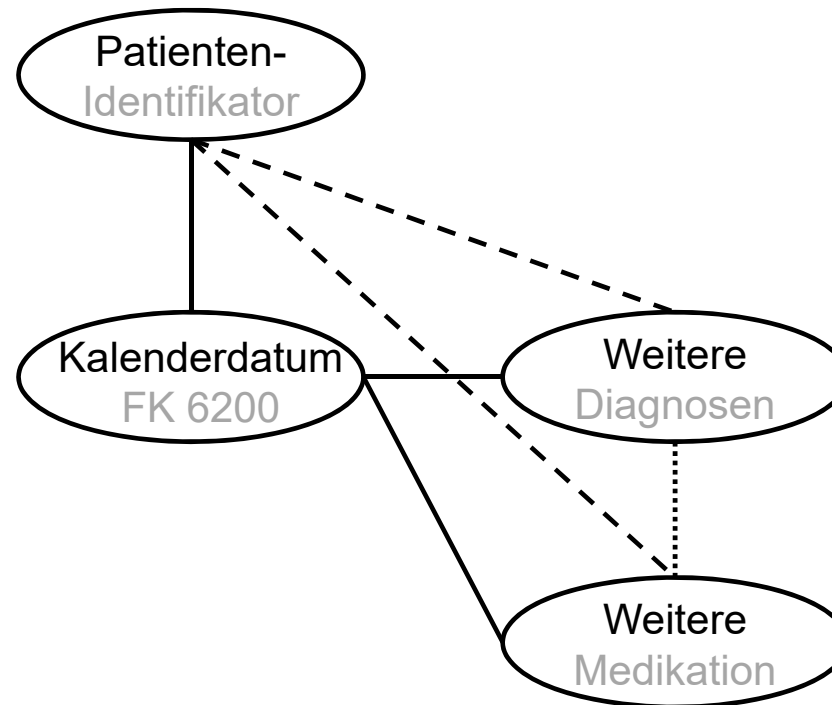 Patienten-
Identifikator
Kalenderdatum
FK 6200
Weitere
Diagnosen
Weitere
Medikation